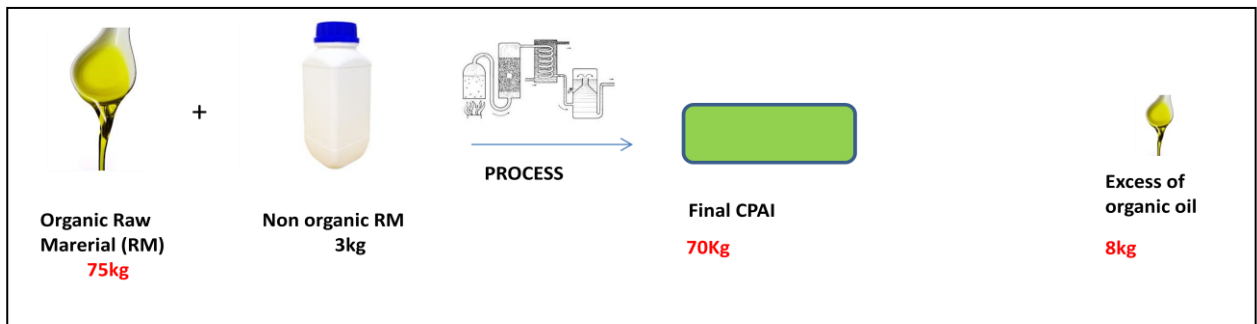 +
PROCESS
Organic Raw
Marerial (RM)
75kg
Non organic RM
3kg
Final CPAI
70Kg
Excess of
organic oil
8kg